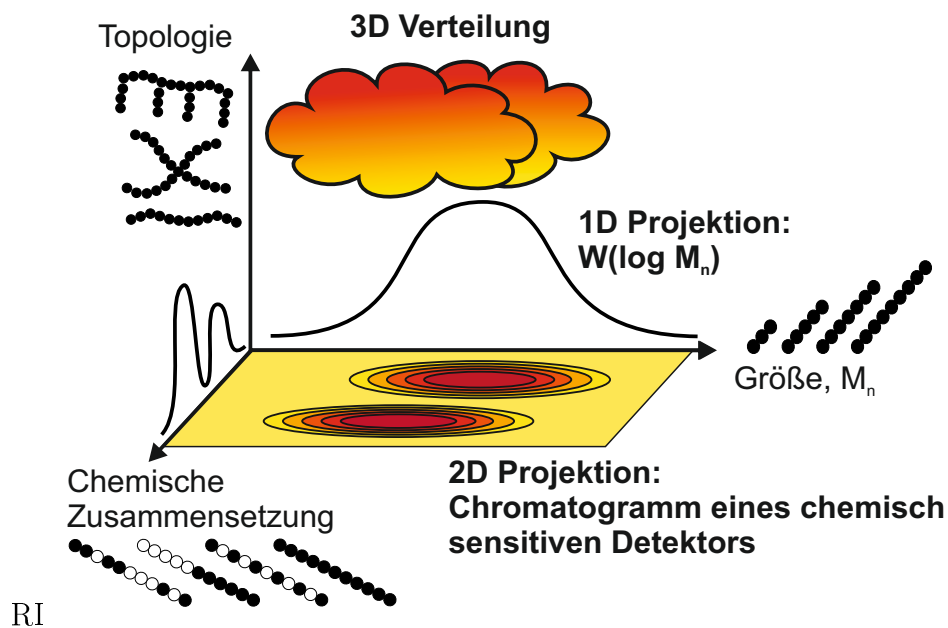 Topologie
3D Verteilung
1D Projektion:
W(log Mn)
Größe, Mn
2D Projektion:
Chromatogramm eines chemisch
sensitiven Detektors
Chemische
Zusammensetzung
RI